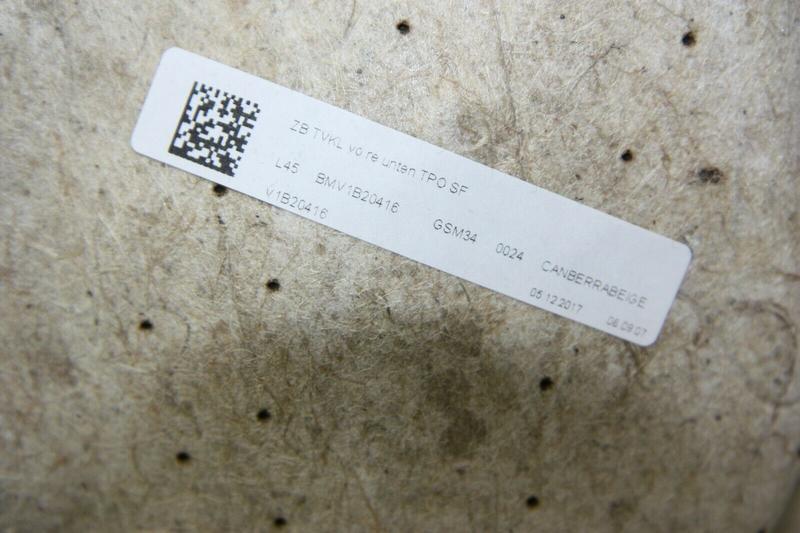 ZB TVKL vo re unten TPO SF
L45 BMV1B20416 GSM34 0024 CANBERRABEIGE
V1B20416 05.12.2017 06:09:07